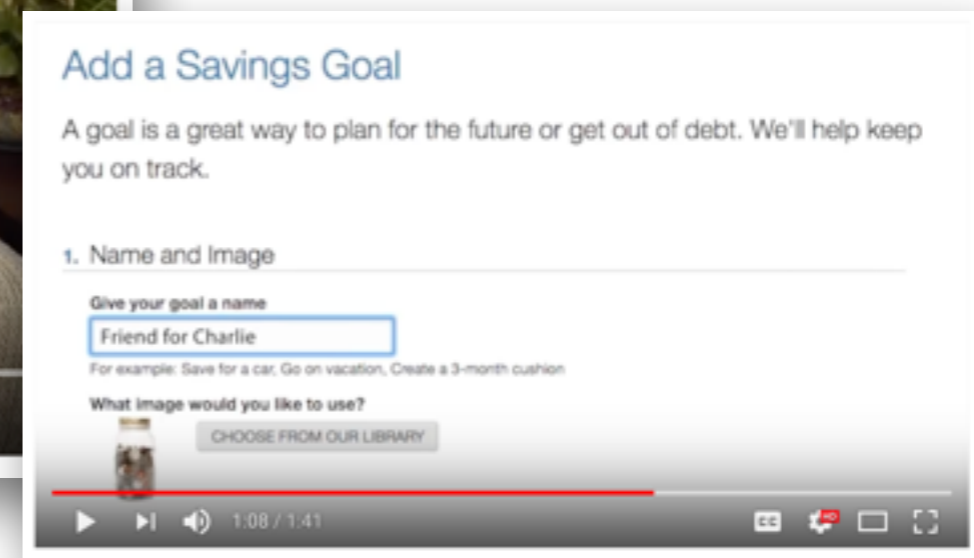 Add a Savings Goal
A goal is a great way to plan for the future or get out of debt. We'll help keep
you on track.
1. Name and Image
Give your goal a name
Friend for Charlie
For example: Save for a car, Go on vacation, Create a 3-month cushion
What image would you like to use?
CHOOSE FROM OUR LIBRARY
1:08 / 1:41
CC
HD